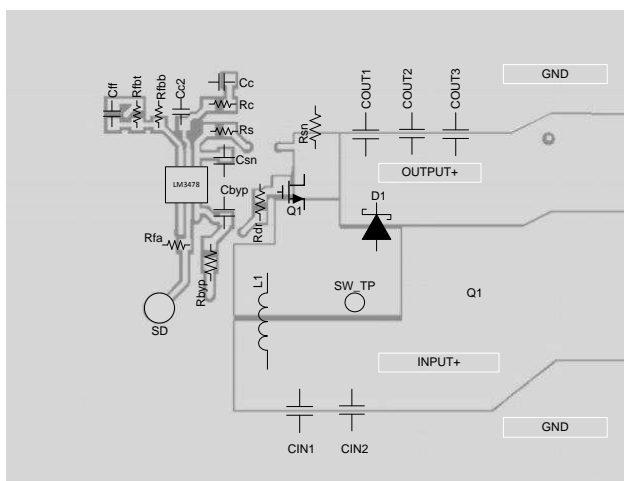 GND
Cff
Rfbt
Rfbb
Cc2
Cc
Rc
Rs
Rsn
COUT1
COUT2
COUT3
Csn
LM3478
Cbyp
OUTPUT+
D1
Q1
Rdr
Rfa
Rbyp
L1
SW_TP
Q1
SD
INPUT+
GND
CIN1
CIN2